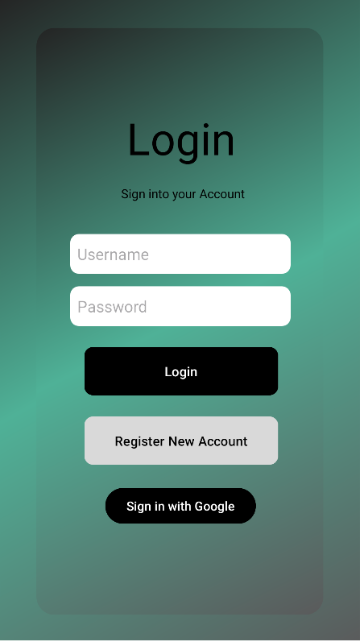 Login
Sign into your Account
Username
Password
Login
Register New Account
Sign in with Google